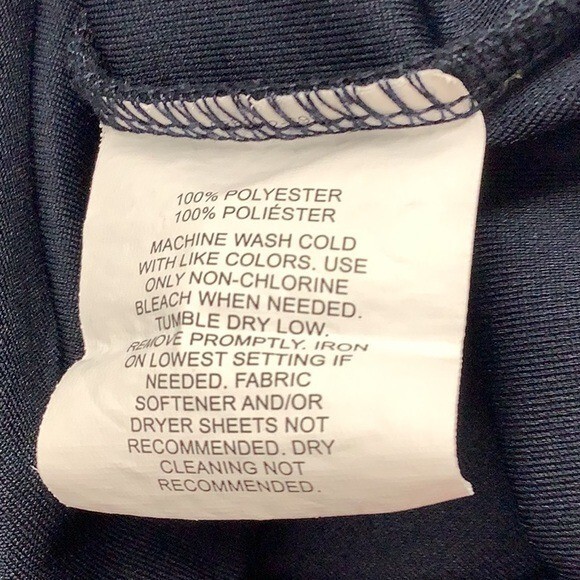 100% POLYESTER
100% POLIÉSTER
MACHINE WASH COLD
WITH LIKE COLORS. USE
ONLY NON-CHLORINE
BLEACH WHEN NEEDED.
TUMBLE DRY LOW.
REMOVE PROMPTLY. IRON
ON LOWEST SETTING IF
NEEDED. FABRIC
SOFTENER AND/OR
DRYER SHEETS NOT
RECOMMENDED. DRY
CLEANING NOT
RECOMMENDED.